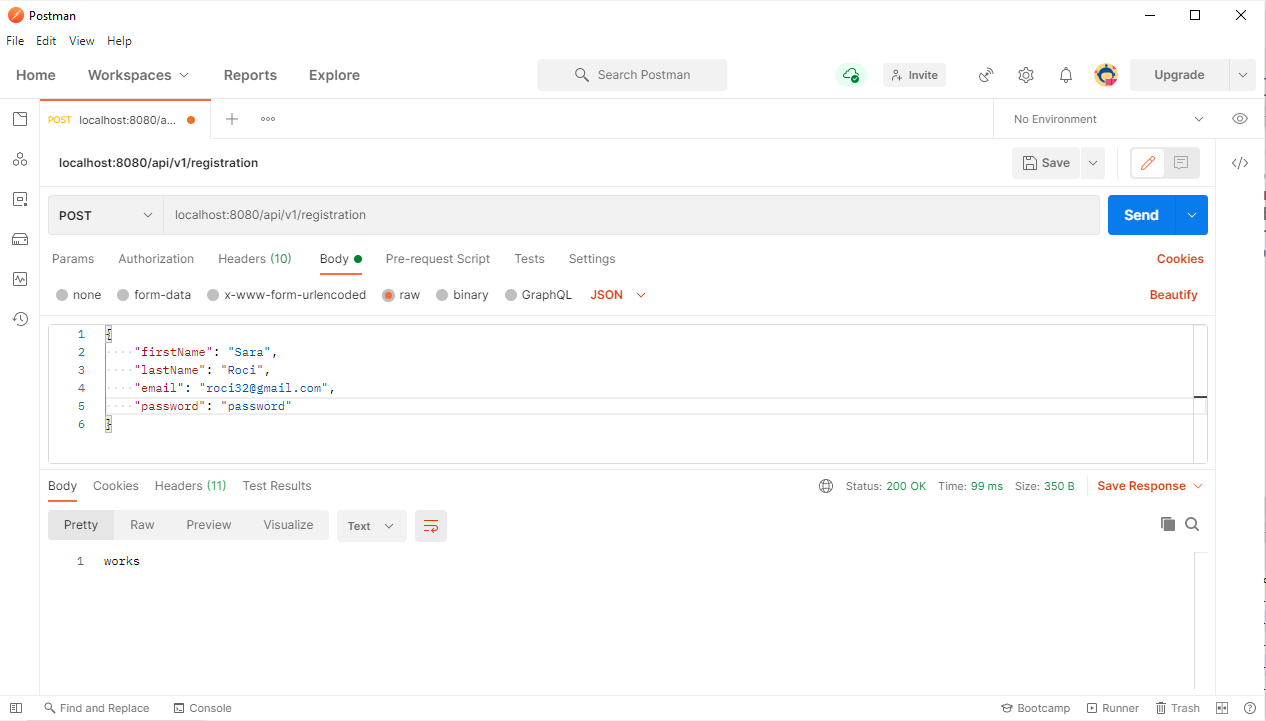 Postman
File Edit View Help
Home Workspaces Reports Explore Search Postman Invite Upgrade
POST localhost:8080/a... No Environment
localhost:8080/api/v1/registration Save
POST localhost:8080/api/v1/registration Send
Params Authorization Headers (10) Body Pre-request Script Tests Settings Cookies
none form-data x-www-form-urlencoded raw binary GraphQL JSON Beautify
1 {
2 "firstName": "Sara",
3 "lastName": "Roci",
4 "email": "roci32@gmail.com",
5 "password": "password"
6 }
Body Cookies Headers (11) Test Results Status: 200 OK Time: 99 ms Size: 350 B Save Response
Pretty Raw Preview Visualize Text
1 works
Find and Replace Console Bootcamp Runner Trash